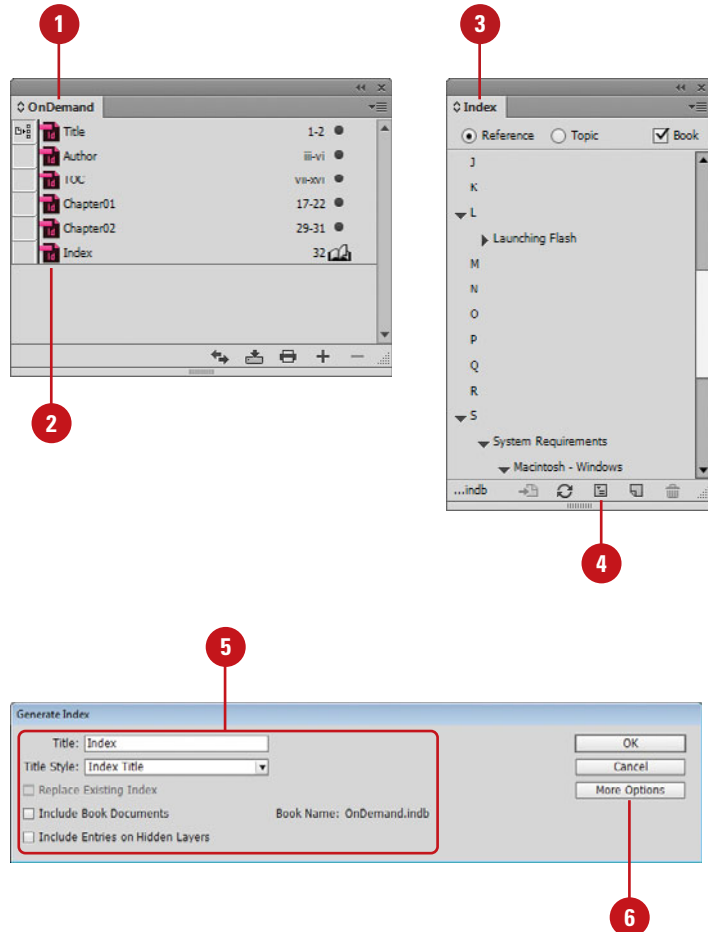 1
3
OnDemand
Title 1-2
Author iii-vi
TOC vii-xvi
Chapter01 17-22
Chapter02 29-31
Index 32
2
Index
Reference Topic Book
J
K
L
Launching Flash
M
N
O
P
Q
R
S
System Requirements
Macintosh - Windows
...indb
4
5
Generate Index
Title: Index
Title Style: Index Title
Replace Existing Index
Include Book Documents Book Name: OnDemand.indb
Include Entries on Hidden Layers
OK
Cancel
More Options
6